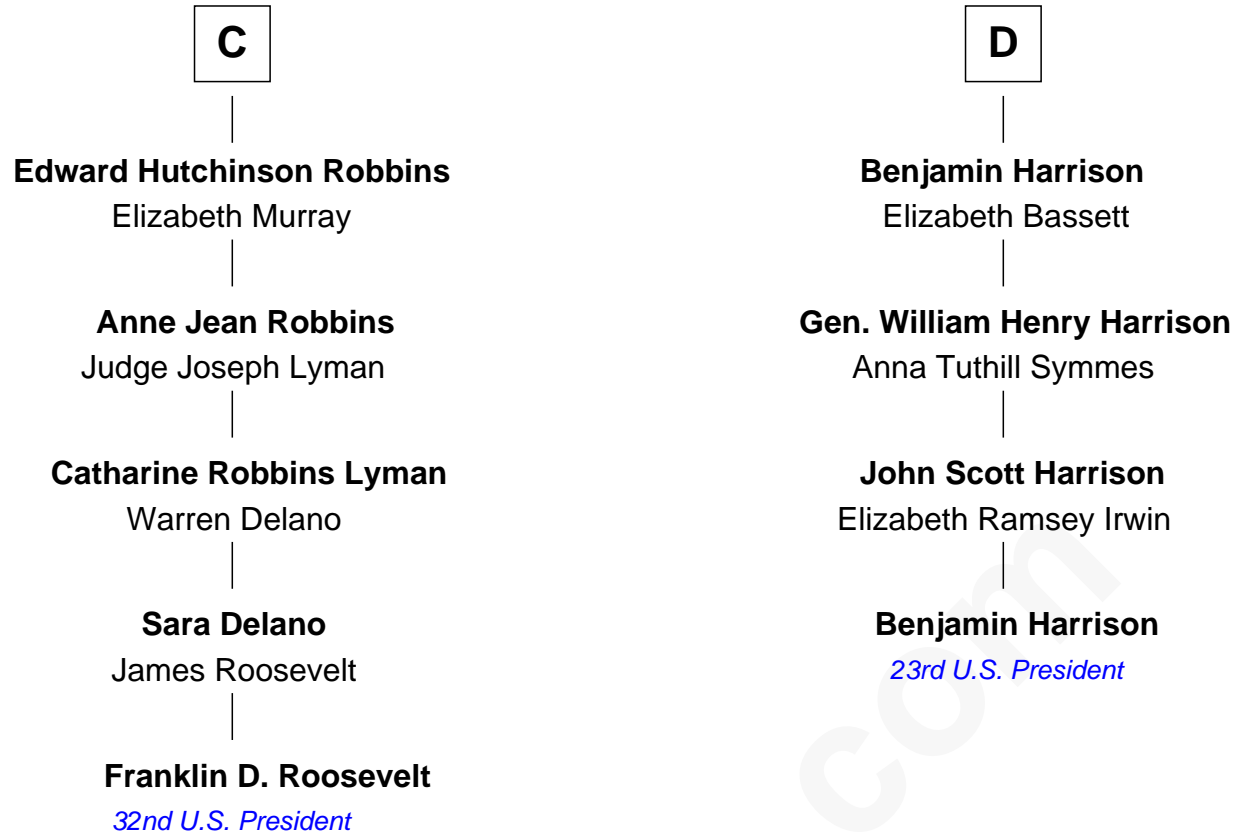 C
Edward Hutchinson Robbins
Elizabeth Murray
Anne Jean Robbins
Judge Joseph Lyman
Catharine Robbins Lyman
Warren Delano
Sara Delano
James Roosevelt
Franklin D. Roosevelt
32nd U.S. President
D
Benjamin Harrison
Elizabeth Bassett
Gen. William Henry Harrison
Anna Tuthill Symmes
John Scott Harrison
Elizabeth Ramsey Irwin
Benjamin Harrison
23rd U.S. President
com